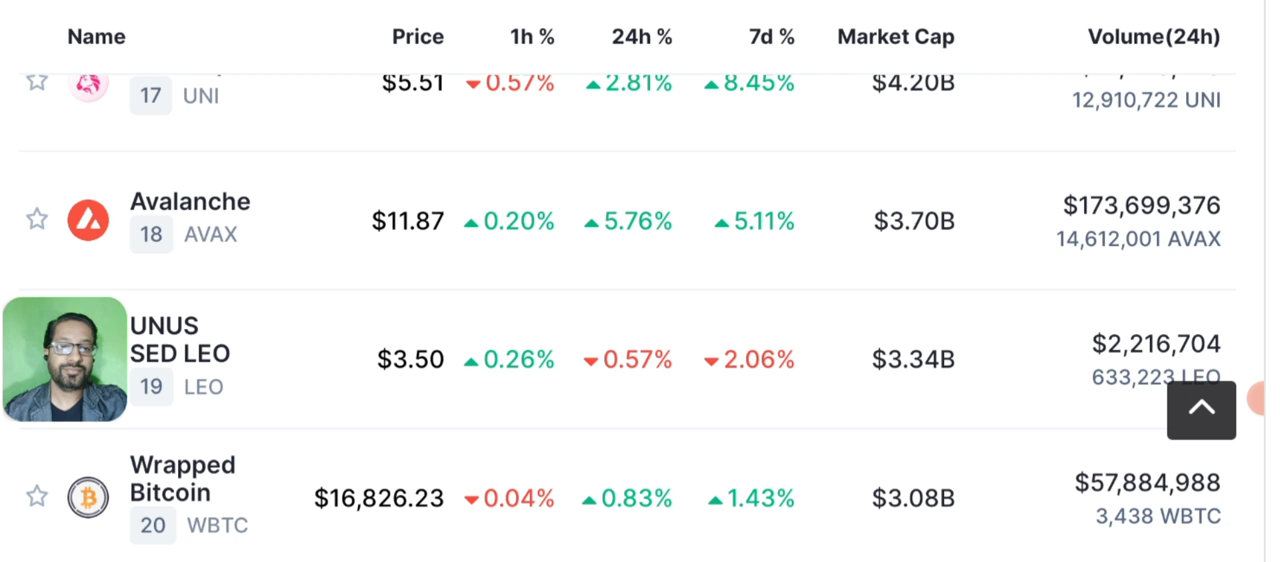 Name Price 1h % 24h % 7d % Market Cap Volume(24h)
$5.51 0.57% 2.81% 8.45% $4.20B
17 UNI 12,910,722 UNI
Avalanche
18 AVAX $11.87 0.20% 5.76% 5.11% $3.70B $173,699,376
14,612,001 AVAX
UNUS
SED LEO
19 LEO $3.50 0.26% 0.57% 2.06% $3.34B $2,216,704
633,223 LEO
Wrapped
Bitcoin
20 WBTC $16,826.23 0.04% 0.83% 1.43% $3.08B $57,884,988
3,438 WBTC